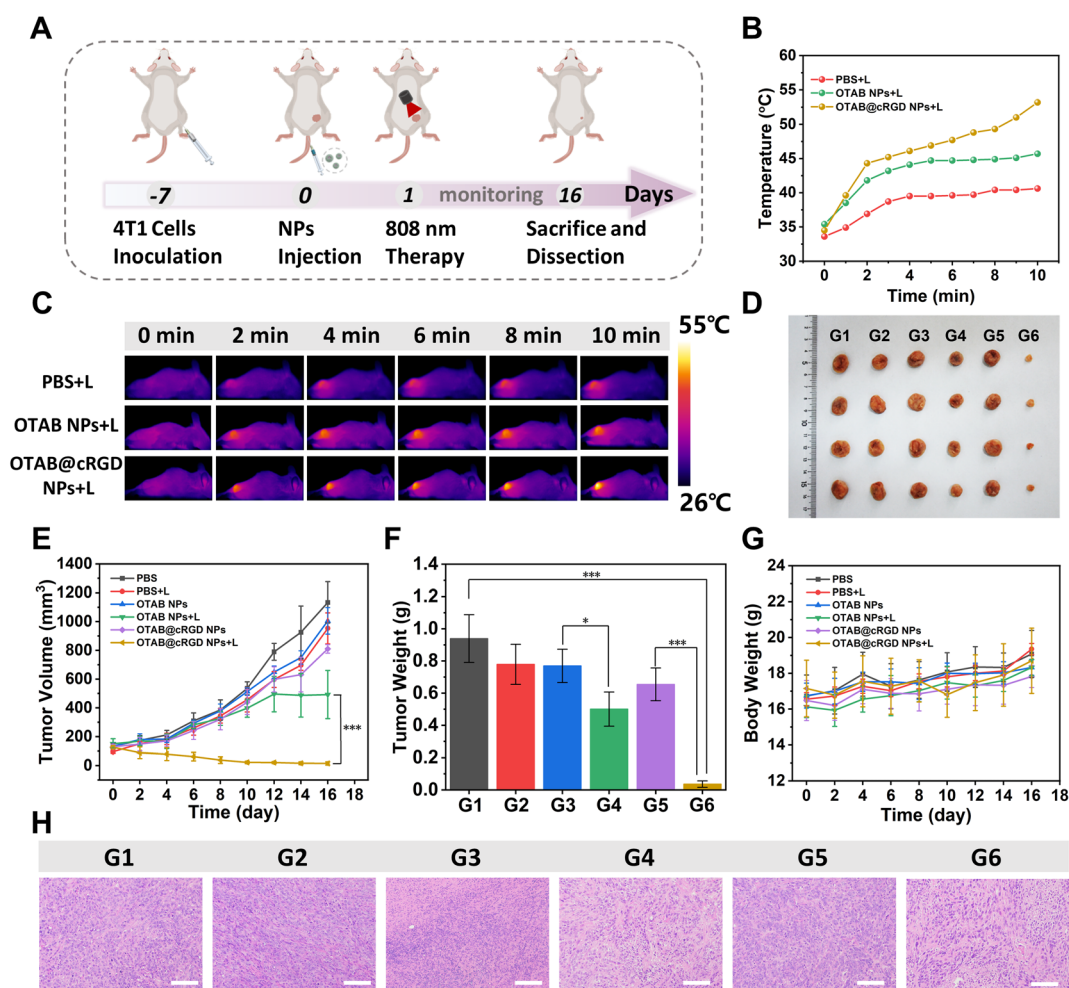 A
-7
0
1
monitoring
16
Days
4T1 Cells
Inoculation
NPs
Injection
808 nm
Therapy
Sacrifice and
Dissection
B
Temperature (℃)
60
55
50
45
40
35
30
PBS+L
OTAB NPs+L
OTAB@cRGD NPs+L
0 2 4 6 8 10
Time (min)
C
0 min 2 min 4 min 6 min 8 min 10 min
PBS+L
OTAB NPs+L
OTAB@cRGD
NPs+L
55℃
26℃
D
G1 G2 G3 G4 G5 G6
E
Tumor Volume (mm³)
1400
1200
1000
800
600
400
200
0
PBS
PBS+L
OTAB NPs
OTAB NPs+L
OTAB@cRGD NPs
OTAB@cRGD NPs+L
***
0 2 4 6 8 10 12 14 16 18
Time (day)
F
Tumor Weight (g)
1.4
1.2
1.0
0.8
0.6
0.4
0.2
0.0
***
*
***
G1 G2 G3 G4 G5 G6
G
Body Weight (g)
24
22
20
18
16
14
12
PBS
PBS+L
OTAB NPs
OTAB NPs+L
OTAB@cRGD NPs
OTAB@cRGD NPs+L
0 2 4 6 8 10 12 14 16 18
Time (day)
H
G1 G2 G3 G4 G5 G6